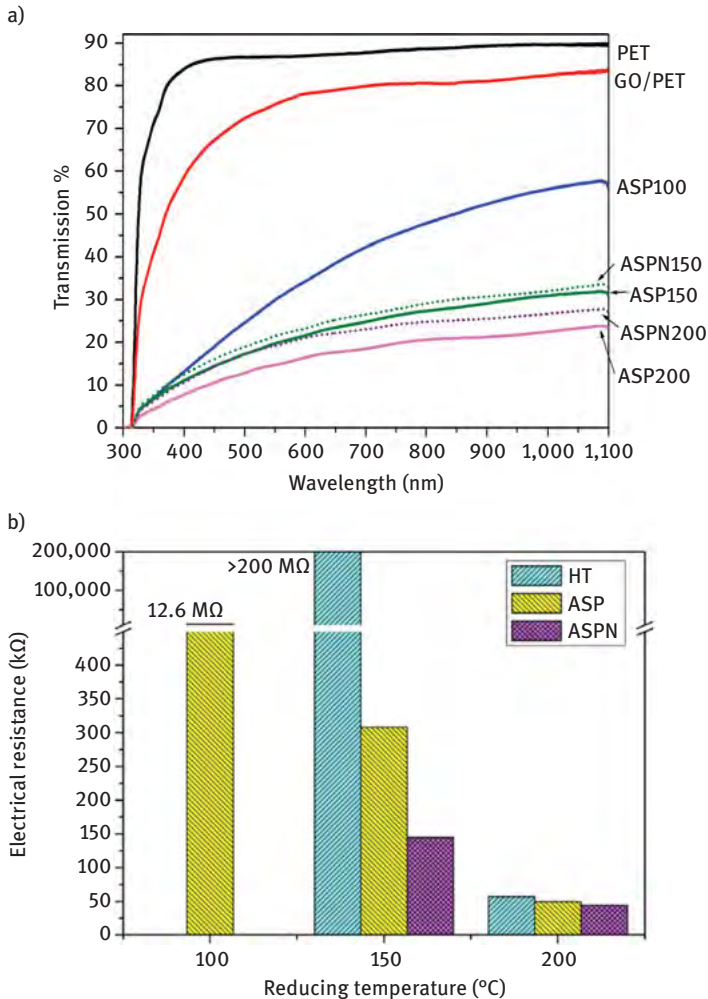 a)
90
80
70
60
50
40
30
20
10
0
Transmission %
300 400 500 600 700 800 900 1,000 1,100
Wavelength (nm)
PET
GO/PET
ASP100
ASPN150
ASP150
ASPN200
ASP200
b)
200,000
100,000
400
350
300
250
200
150
100
50
0
Electrical resistance (kΩ)
>200 MΩ
12.6 MΩ
HT
ASP
ASPN
100 150 200
Reducing temperature (ºC)